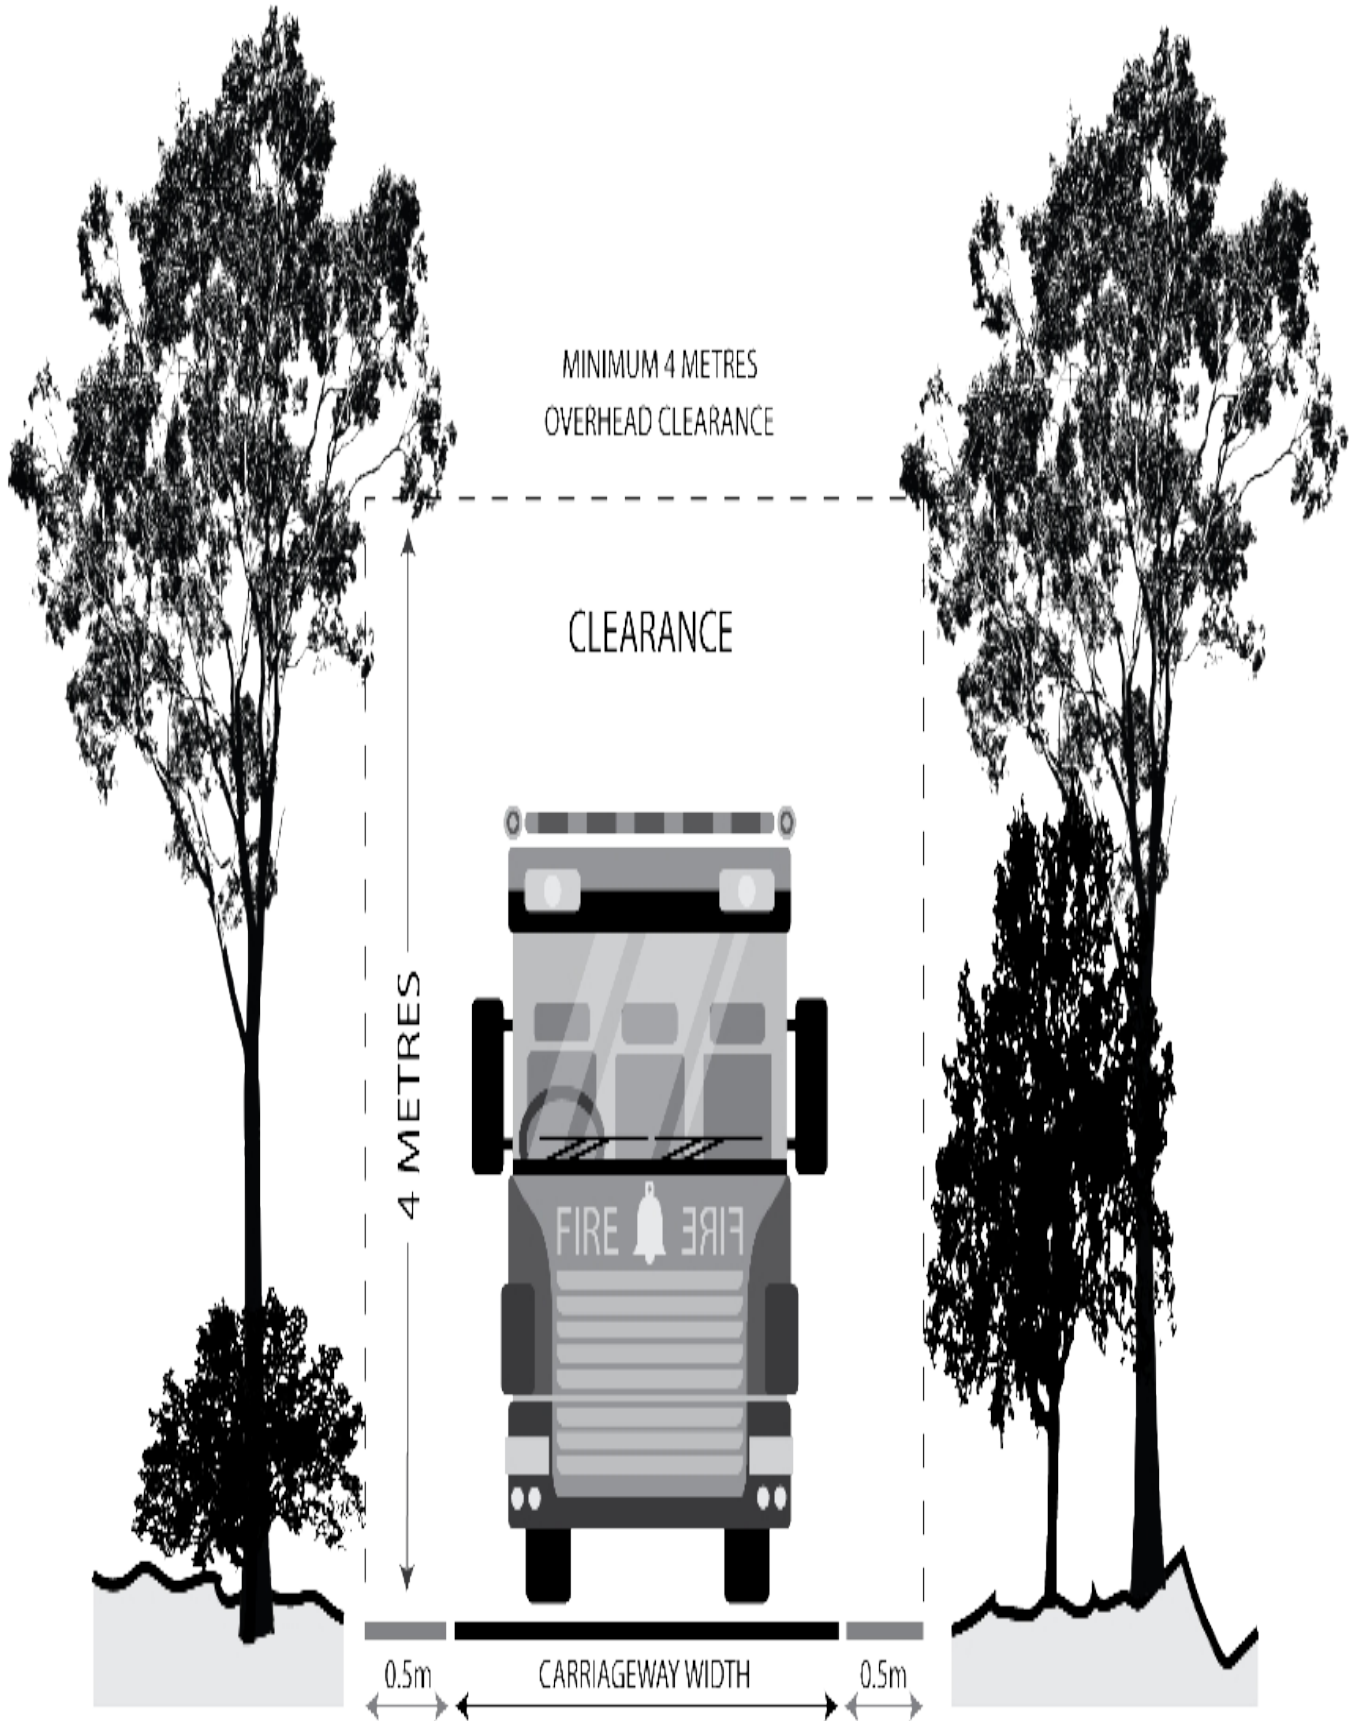 MINIMUM 4 METRES
OVERHEAD CLEARANCE
CLEARANCE
4 METRES
FIRE FIRE
0.5m CARRIAGEWAY WIDTH 0.5m